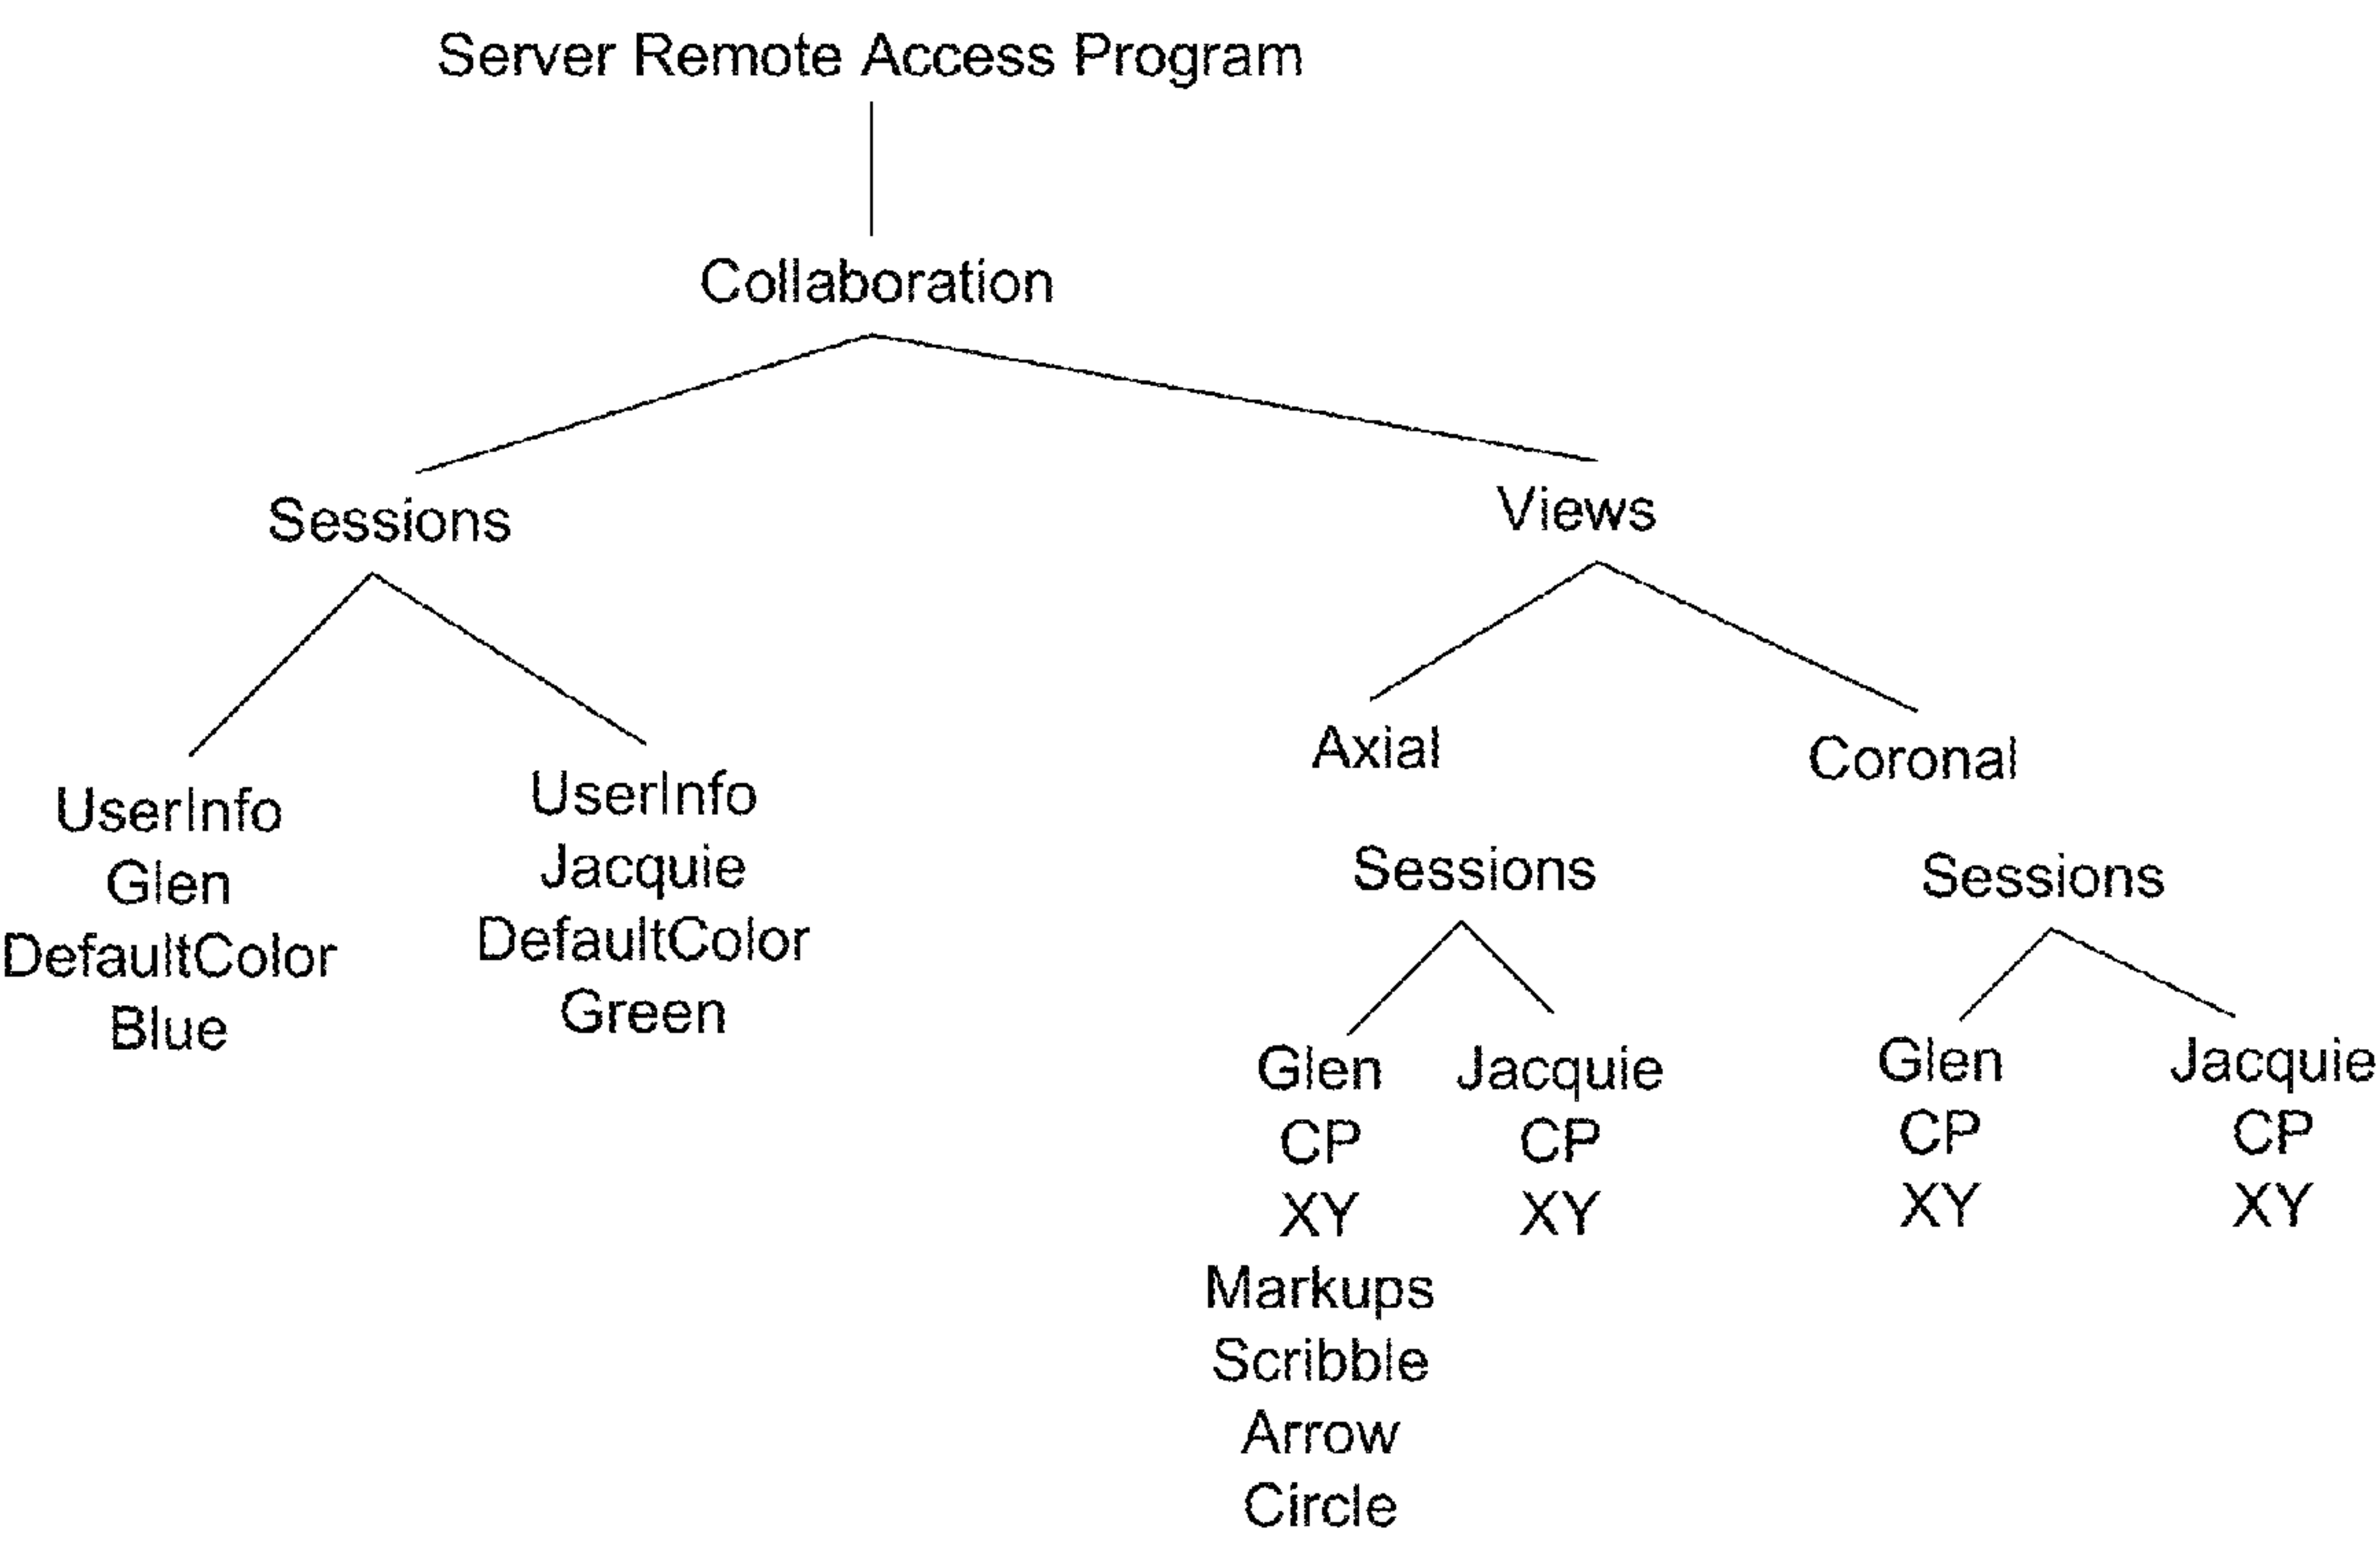 Server Remote Access Program
Collaboration
Sessions
Views
UserInfo
Glen
DefaultColor
Blue
UserInfo
Jacquie
DefaultColor
Green
Axial
Sessions
Glen
CP
XY
Markups
Scribble
Arrow
Circle
Jacquie
CP
XY
Coronal
Sessions
Glen
CP
XY
Jacquie
CP
XY